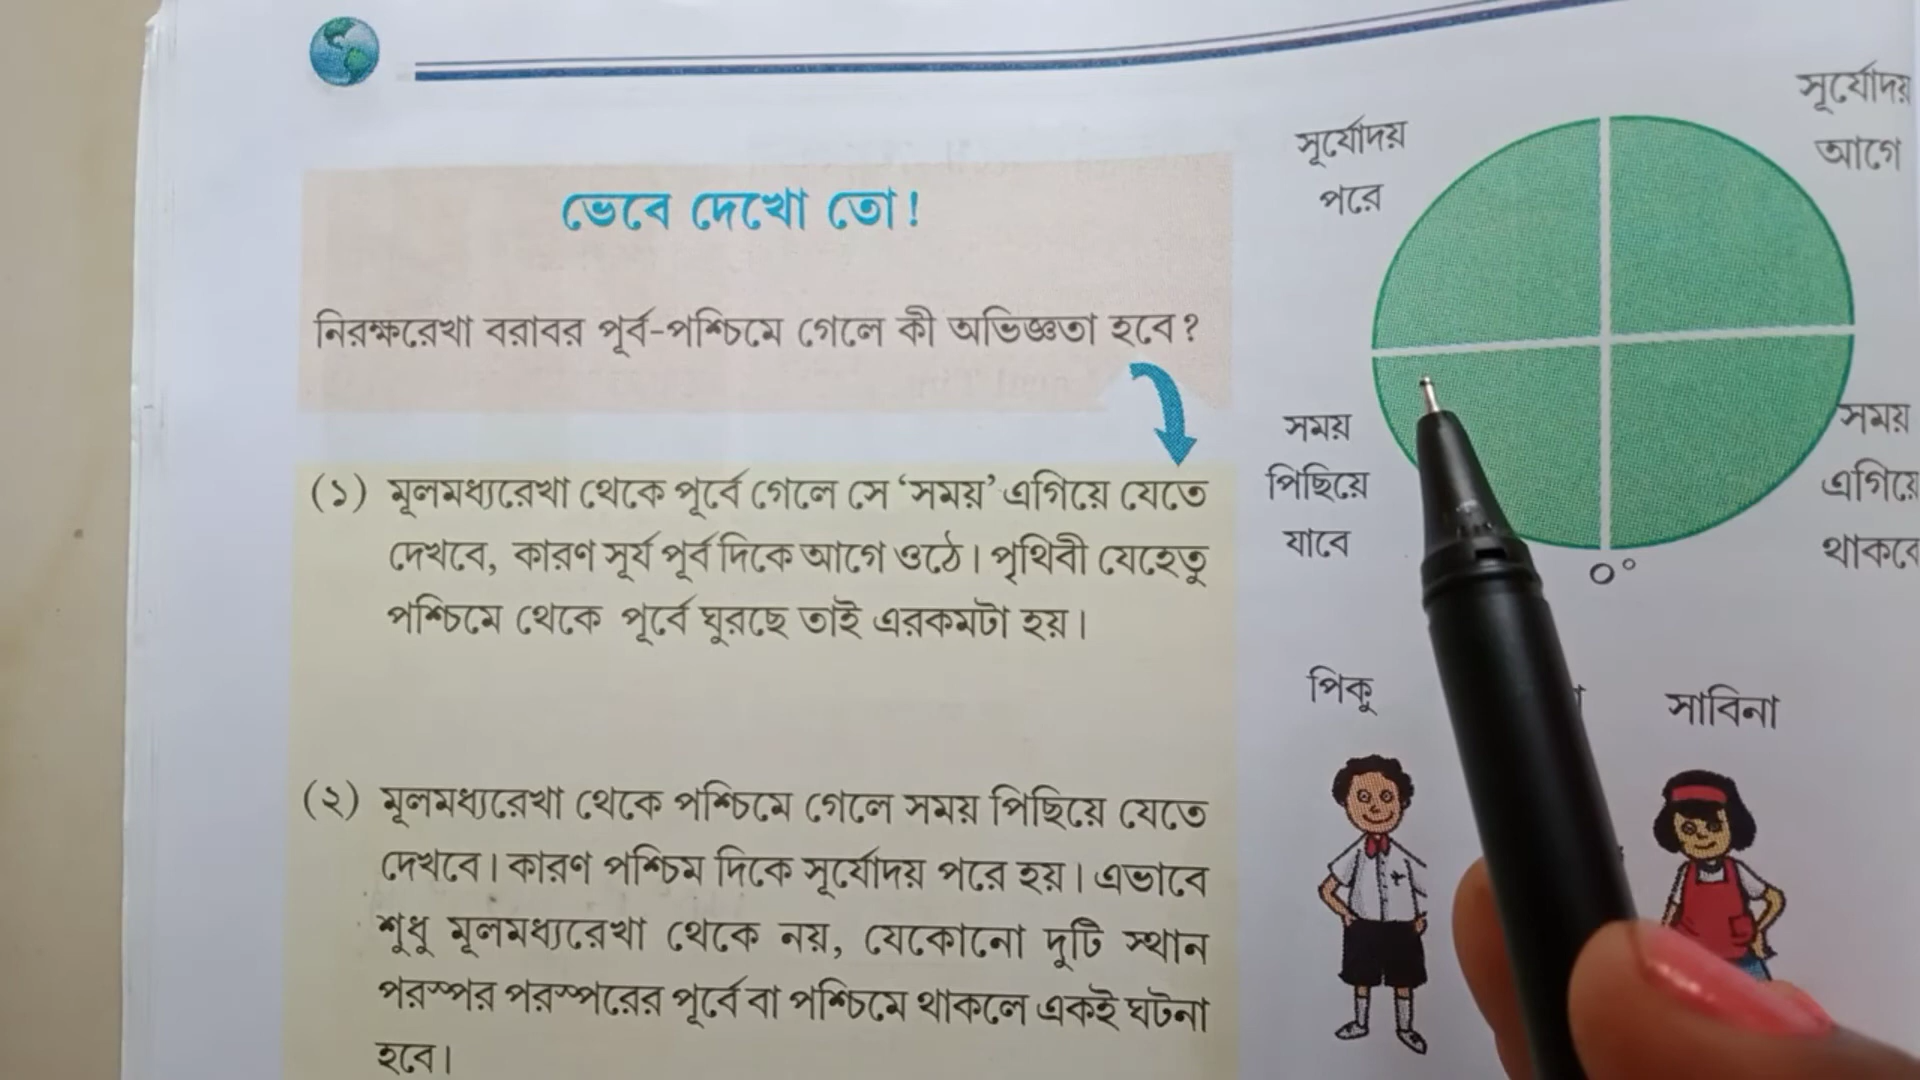 ভেবে দেখো তো!
নিরক্ষরেখা বরাবর পূর্ব-পশ্চিমে গেলে কী অভিজ্ঞতা হবে?
(১) মূলমধ্যরেখা থেকে পূর্বে গেলে সে ‘সময়’ এগিয়ে যেতে
দেখবে, কারণ সূর্য পূর্ব দিকে আগে ওঠে। পৃথিবী যেহেতু
পশ্চিমে থেকে পূর্বে ঘুরছে তাই এরকমটা হয়।
(২) মূলমধ্যরেখা থেকে পশ্চিমে গেলে সময় পিছিয়ে যেতে
দেখবে। কারণ পশ্চিম দিকে সূর্যোদয় পরে হয়। এভাবে
শুধু মূলমধ্যরেখা থেকে নয়, যেকোনো দুটি স্থান
পরস্পর পরস্পরের পূর্বে বা পশ্চিমে থাকলে একই ঘটনা
হবে।
সূর্যোদয়
পরে
সূর্যোদয়
আগে
সময়
পিছিয়ে
যাবে
সময়
এগিয়ে
থাকবে
0°
পিকু
সাবিনা